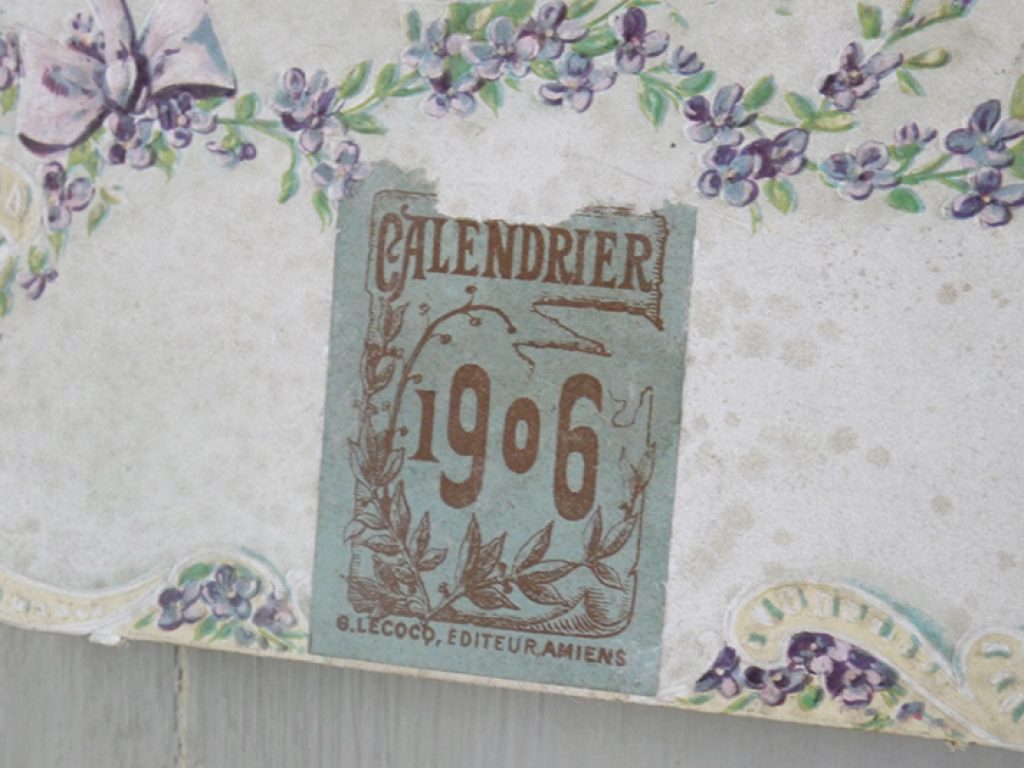 CALENDRIER
1906
G. LECOCQ, EDITEUR, AMIENS